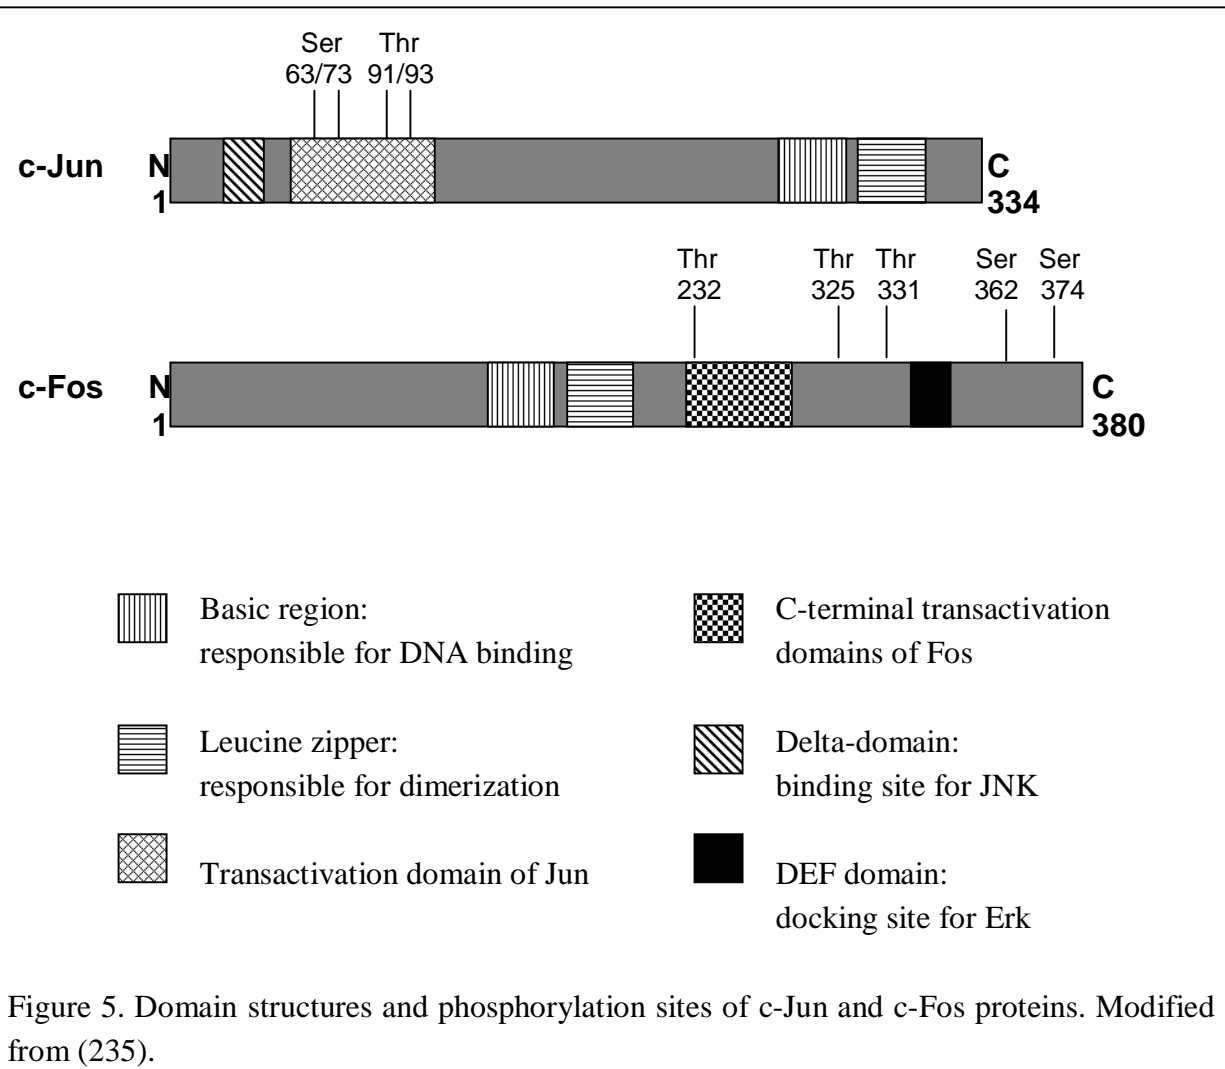 Ser Thr
63/73 91/93
c-Jun N C
1 334
Thr Thr Thr Ser Ser
232 325 331 362 374
c-Fos N C
1 380
Basic region:
responsible for DNA binding
Leucine zipper:
responsible for dimerization
Transactivation domain of Jun
C-terminal transactivation
domains of Fos
Delta-domain:
binding site for JNK
DEF domain:
docking site for Erk
Figure 5. Domain structures and phosphorylation sites of c-Jun and c-Fos proteins. Modified
from (235).